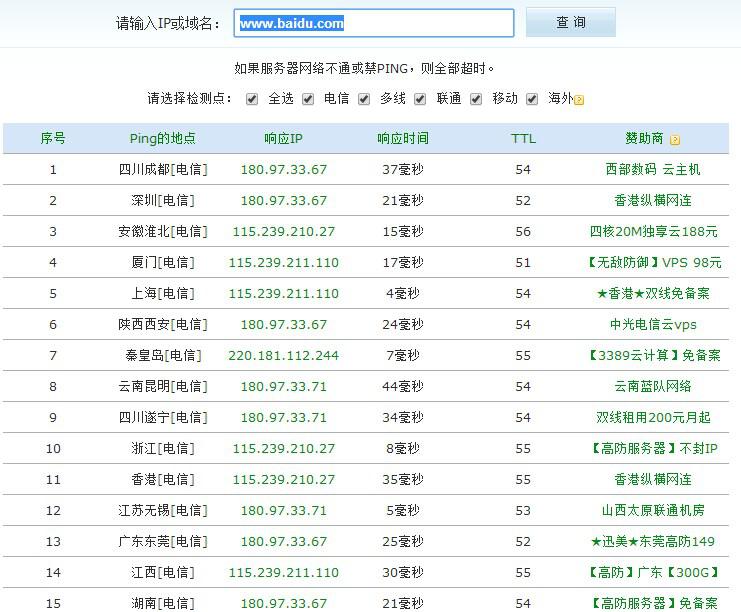 请输入IP或域名： www.baidu.com 查 询
如果服务器网络不通或禁PING，则全部超时。
请选择检测点： 全选 电信 多线 联通 移动 海外
序号 Ping的地点 响应IP 响应时间 TTL 赞助商
1 四川成都[电信] 180.97.33.67 37毫秒 54 西部数码 云主机
2 深圳[电信] 180.97.33.67 21毫秒 52 香港纵横网连
3 安徽淮北[电信] 115.239.210.27 15毫秒 56 四核20M独享云188元
4 厦门[电信] 115.239.211.110 17毫秒 51 【无敌防御】VPS 98元
5 上海[电信] 115.239.211.110 4毫秒 54 ★香港★双线免备案
6 陕西西安[电信] 180.97.33.67 24毫秒 54 中光电信云vps
7 秦皇岛[电信] 220.181.112.244 7毫秒 55 【3389云计算】免备案
8 云南昆明[电信] 180.97.33.71 44毫秒 54 云南蓝队网络
9 四川遂宁[电信] 180.97.33.71 34毫秒 54 双线租用200元月起
10 浙江[电信] 115.239.210.27 8毫秒 55 【高防服务器】不封IP
11 香港[电信] 115.239.210.27 35毫秒 55 香港纵横网连
12 江苏无锡[电信] 180.97.33.71 5毫秒 53 山西太原联通机房
13 广东东莞[电信] 180.97.33.67 25毫秒 52 ★迅美★东莞高防149
14 江西[电信] 115.239.211.110 30毫秒 55 【高防】广东【300G】
15 湖南[电信] 180.97.33.67 21毫秒 54 【高防服务器】免备案